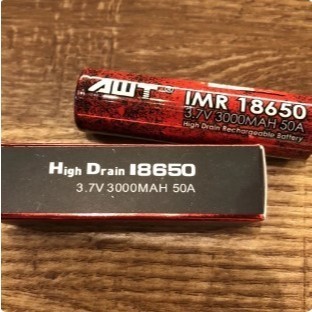 AWT
IMR 18650
3.7V 3000MAH 50A
High Drain Rechargeable Battery
High Drain 18650
3.7V 3000MAH 50A